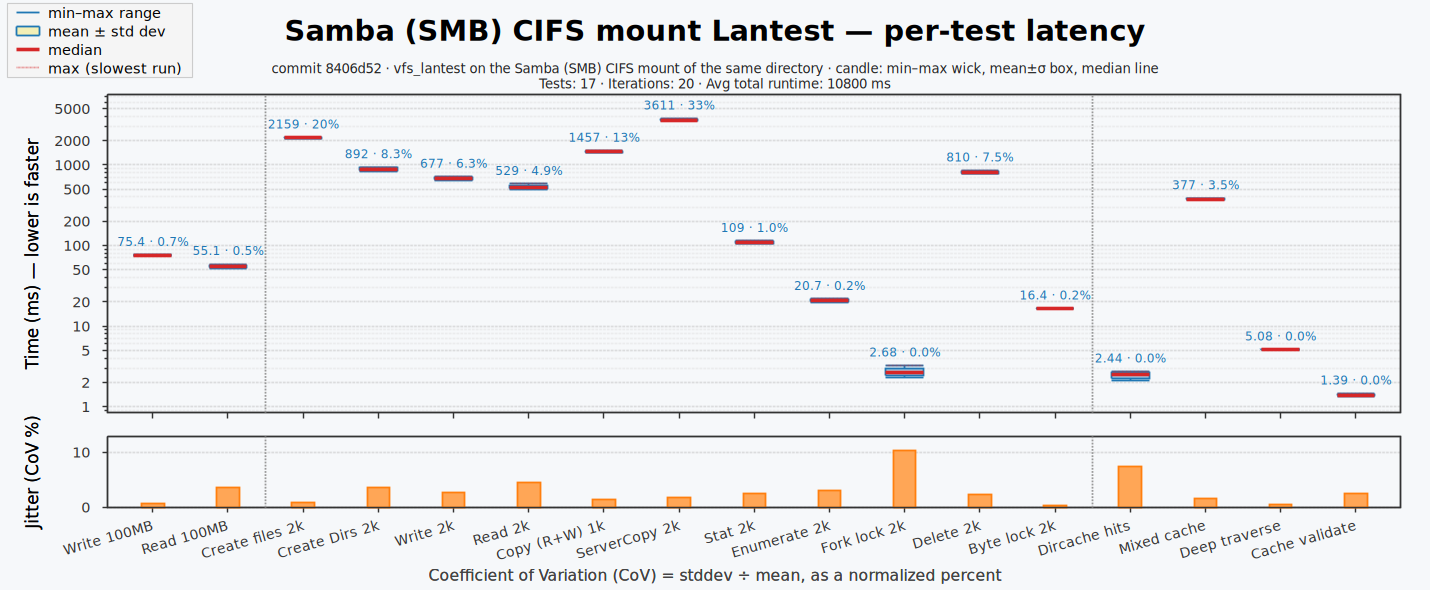 min–max range
mean ± std dev
median
max (slowest run)
Samba (SMB) CIFS mount Lantest — per-test latency
commit 8406d52 · vfs_lantest on the Samba (SMB) CIFS mount of the same directory · candle: min–max wick, mean±σ box, median line
Tests: 17 · Iterations: 20 · Avg total runtime: 10800 ms
Time (ms) — lower is faster
5000
2000
1000
500
200
100
50
20
10
5
2
1
75.4 · 0.7%
55.1 · 0.5%
2159 · 20%
892 · 8.3%
677 · 6.3%
529 · 4.9%
1457 · 13%
3611 · 33%
109 · 1.0%
20.7 · 0.2%
2.68 · 0.0%
810 · 7.5%
16.4 · 0.2%
2.44 · 0.0%
377 · 3.5%
5.08 · 0.0%
1.39 · 0.0%
Jitter (CoV %)
10
0
Write 100MB
Read 100MB
Create files 2k
Create Dirs 2k
Write 2k
Read 2k
Copy (R+W) 1k
ServerCopy 2k
Stat 2k
Enumerate 2k
Fork lock 2k
Delete 2k
Byte lock 2k
Dircache hits
Mixed cache
Deep traverse
Cache validate
Coefficient of Variation (CoV) = stddev ÷ mean, as a normalized percent